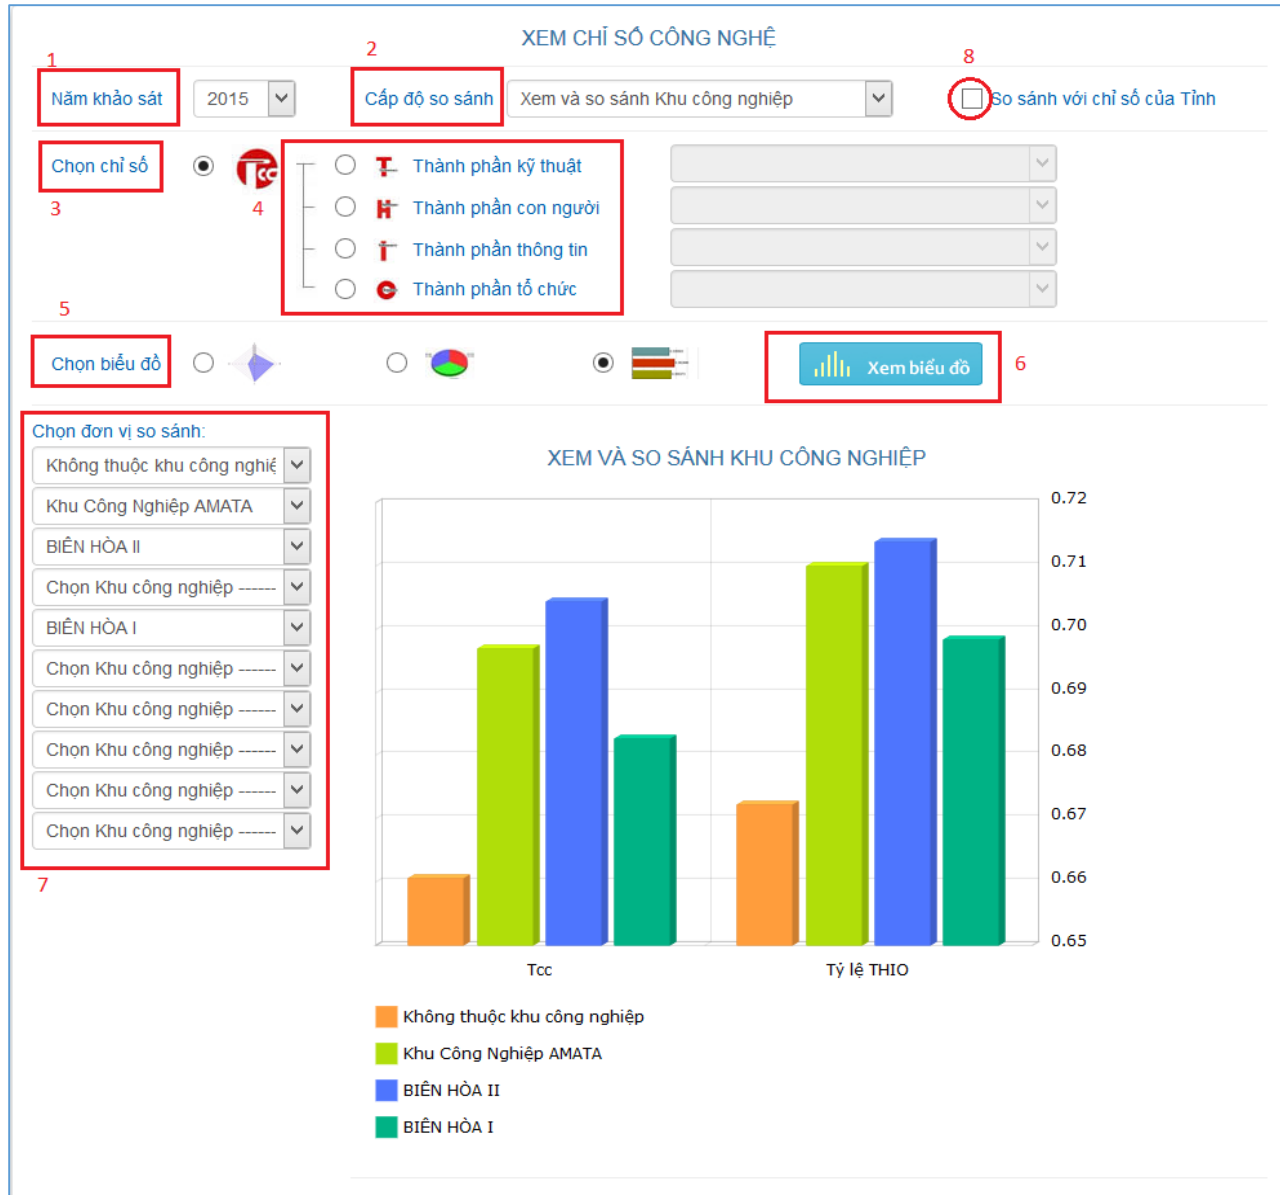 XEM CHỈ SỐ CÔNG NGHỆ
1
2
8
Năm khảo sát 2015 Cấp độ so sánh Xem và so sánh Khu công nghiệp So sánh với chỉ số của Tỉnh
Chọn chỉ số Tcc T Thành phần kỹ thuật
3
4
H Thành phần con người
I Thành phần thông tin
O Thành phần tổ chức
5
Chọn biểu đồ Xem biểu đồ 6
Chọn đơn vị so sánh:
Không thuộc khu công nghiệ
Khu Công Nghiệp AMATA
BIÊN HÒA II
Chọn Khu công nghiệp ------
BIÊN HÒA I
Chọn Khu công nghiệp ------
Chọn Khu công nghiệp ------
Chọn Khu công nghiệp ------
Chọn Khu công nghiệp ------
Chọn Khu công nghiệp ------
7
XEM VÀ SO SÁNH KHU CÔNG NGHIỆP
0.72
0.71
0.70
0.69
0.68
0.67
0.66
0.65
Tcc Tỷ lệ THIO
Không thuộc khu công nghiệp
Khu Công Nghiệp AMATA
BIÊN HÒA II
BIÊN HÒA I